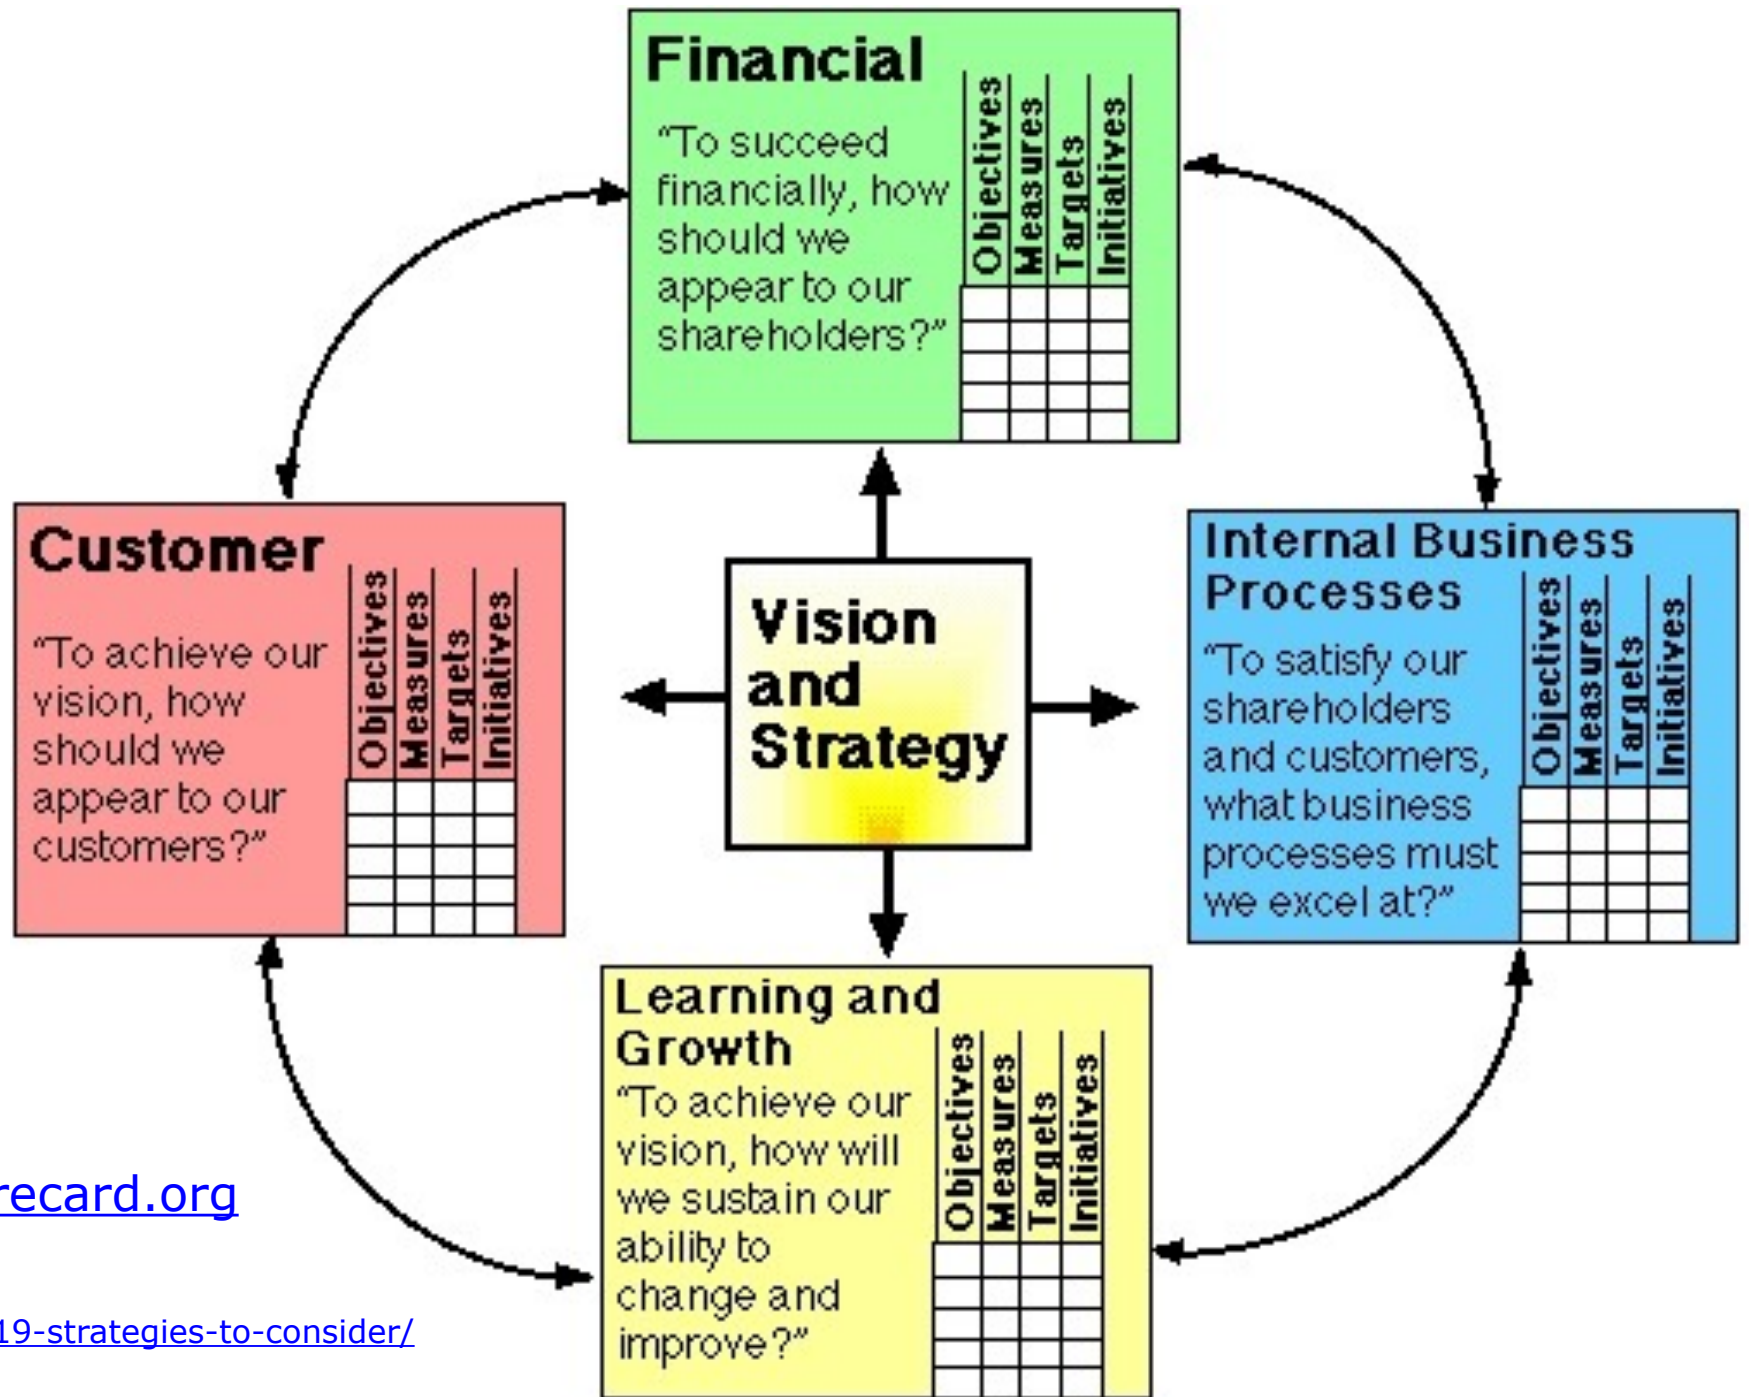 Financial
"To succeed
financially, how
should we
appear to our
shareholders?"
Objectives
Measures
Targets
Initiatives
Customer
"To achieve our
vision, how
should we
appear to our
customers?"
Objectives
Measures
Targets
Initiatives
Vision
and
Strategy
Internal Business
Processes
"To satisfy our
shareholders
and customers,
what business
processes must
we excel at?"
Objectives
Measures
Targets
Initiatives
Learning and
Growth
"To achieve our
vision, how will
we sustain our
ability to
change and
improve?"
Objectives
Measures
Targets
Initiatives
recard.org
19-strategies-to-consider/